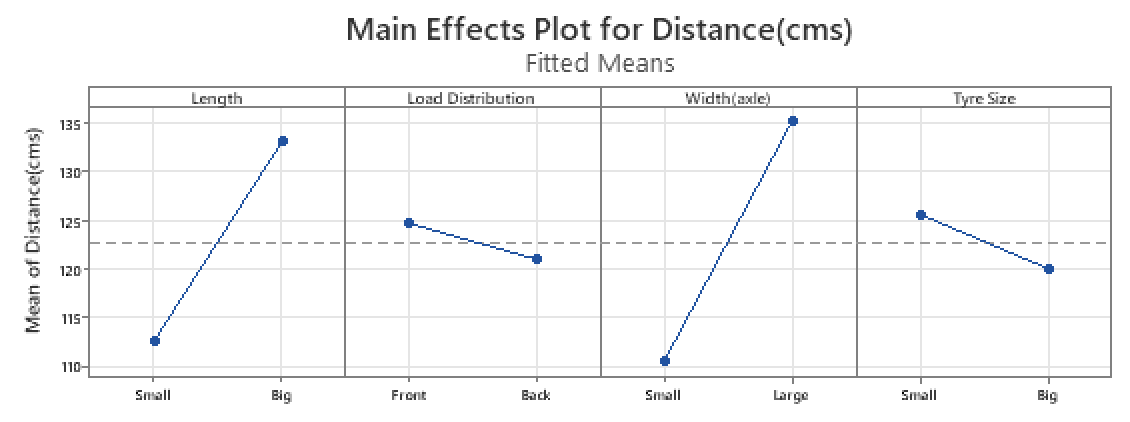 Main Effects Plot for Distance(cms)
Fitted Means
Length Load Distribution Width(axle) Tyre Size
Mean of Distance(cms)
135
130
125
120
115
110
Small Big Front Back Small Large Small Big